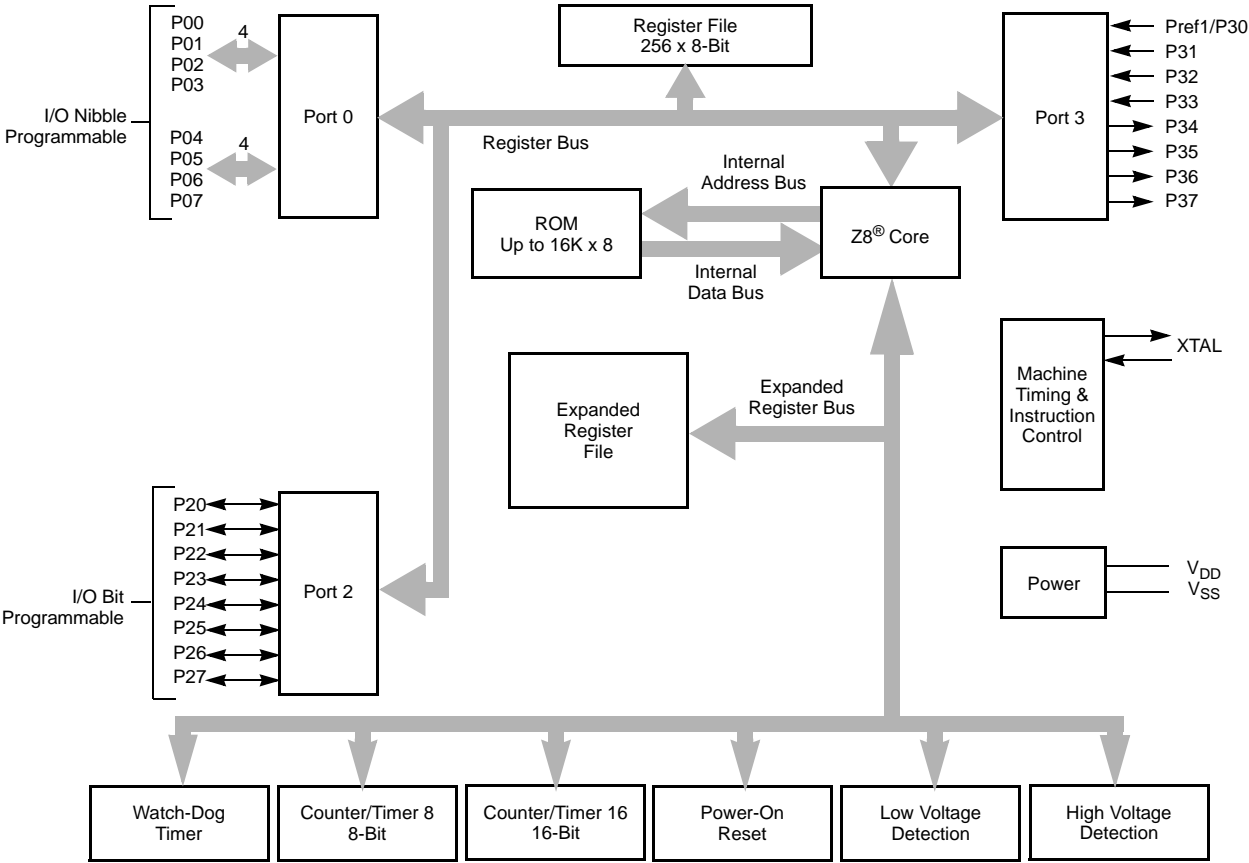 I/O Nibble
Programmable
P00
P01
P02
P03
4
P04
P05
P06
P07
4
Port 0
Register File
256 x 8-Bit
Register Bus
Port 3
Pref1/P30
P31
P32
P33
P34
P35
P36
P37
Internal
Address Bus
ROM
Up to 16K x 8
Z8® Core
Internal
Data Bus
Machine
Timing &
Instruction
Control
XTAL
Expanded
Register
File
Expanded
Register Bus
I/O Bit
Programmable
P20
P21
P22
P23
P24
P25
P26
P27
Port 2
Power
VDD
VSS
Watch-Dog
Timer
Counter/Timer 8
8-Bit
Counter/Timer 16
16-Bit
Power-On
Reset
Low Voltage
Detection
High Voltage
Detection